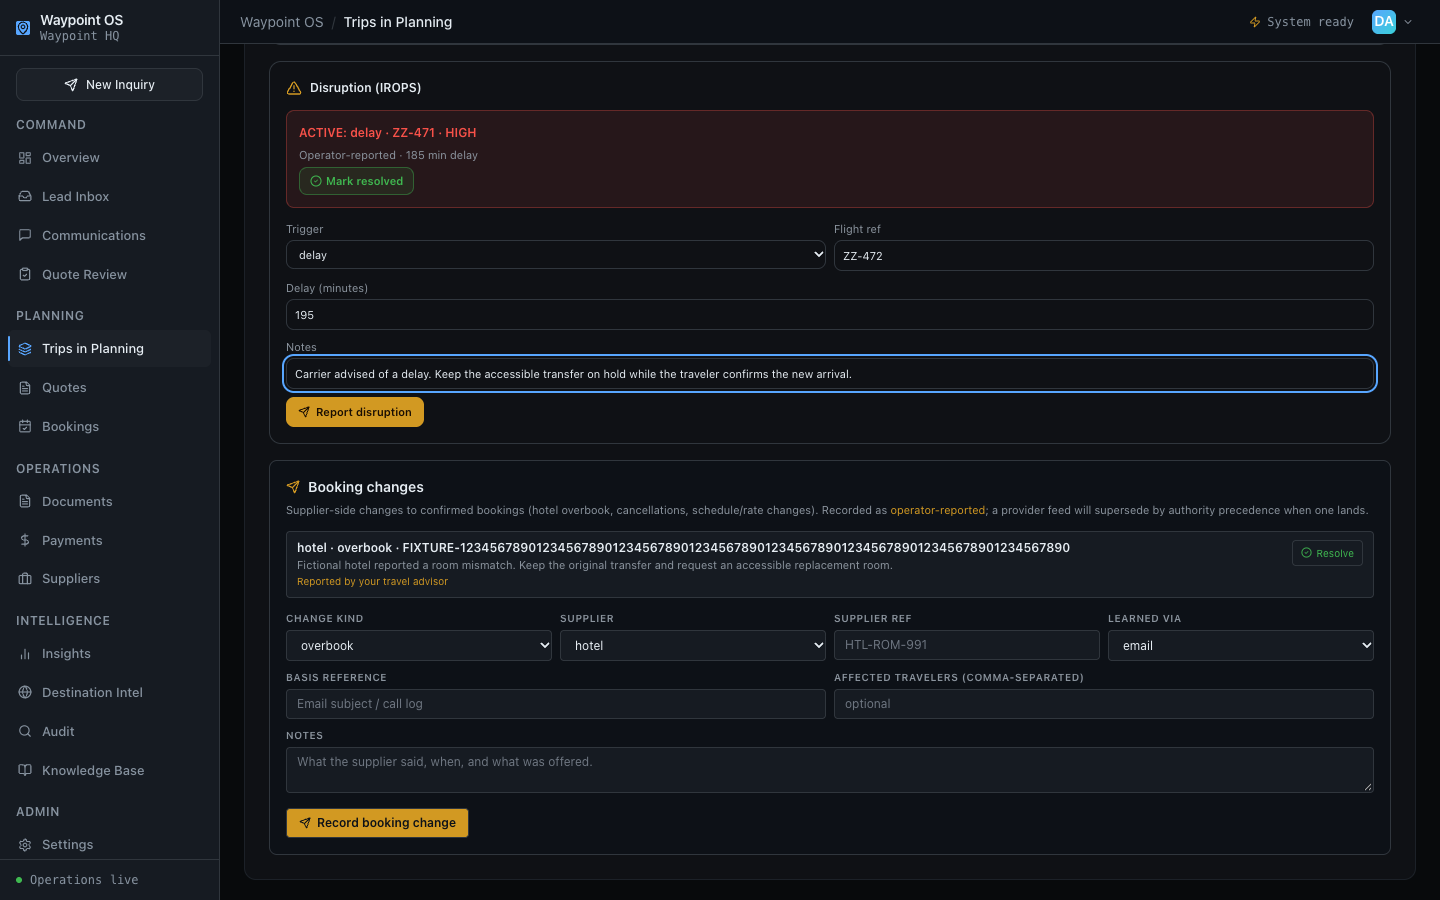 Waypoint OS
Waypoint HQ
New Inquiry
COMMAND
Overview
Lead Inbox
Communications
Quote Review
PLANNING
Trips in Planning
Quotes
Bookings
OPERATIONS
Documents
Payments
Suppliers
INTELLIGENCE
Insights
Destination Intel
Audit
Knowledge Base
ADMIN
Settings
Operations live
Waypoint OS / Trips in Planning
System ready
DA
Disruption (IROPS)
ACTIVE: delay · ZZ-471 · HIGH
Operator-reported · 185 min delay
Mark resolved
Trigger
delay
Flight ref
ZZ-472
Delay (minutes)
195
Notes
Carrier advised of a delay. Keep the accessible transfer on hold while the traveler confirms the new arrival.
Report disruption
Booking changes
Supplier-side changes to confirmed bookings (hotel overbook, cancellations, schedule/rate changes). Recorded as operator-reported; a provider feed will supersede by authority precedence when one lands.
hotel · overbook · FIXTURE-12345678901234567890123456789012345678901234567890123456789012345678901234567890
Resolve
Fictional hotel reported a room mismatch. Keep the original transfer and request an accessible replacement room.
Reported by your travel advisor
CHANGE KIND
overbook
SUPPLIER
hotel
SUPPLIER REF
HTL-ROM-991
LEARNED VIA
email
BASIS REFERENCE
Email subject / call log
AFFECTED TRAVELERS (COMMA-SEPARATED)
optional
NOTES
What the supplier said, when, and what was offered.
Record booking change